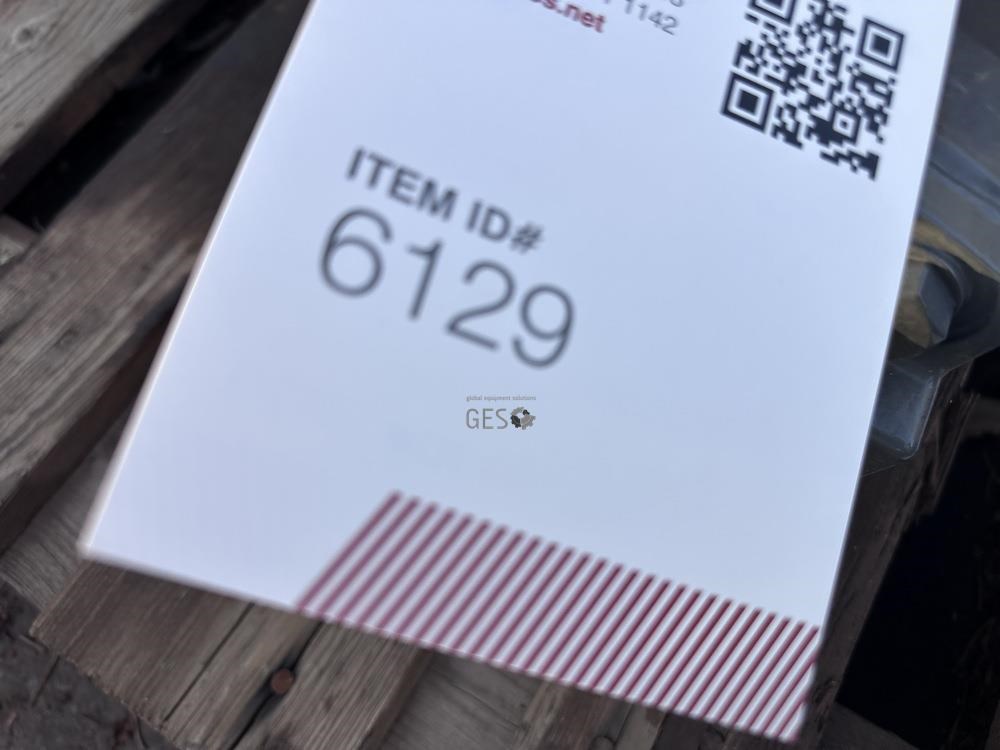 1142
s.net
ITEM ID#
6129
global equipment solutions
GES